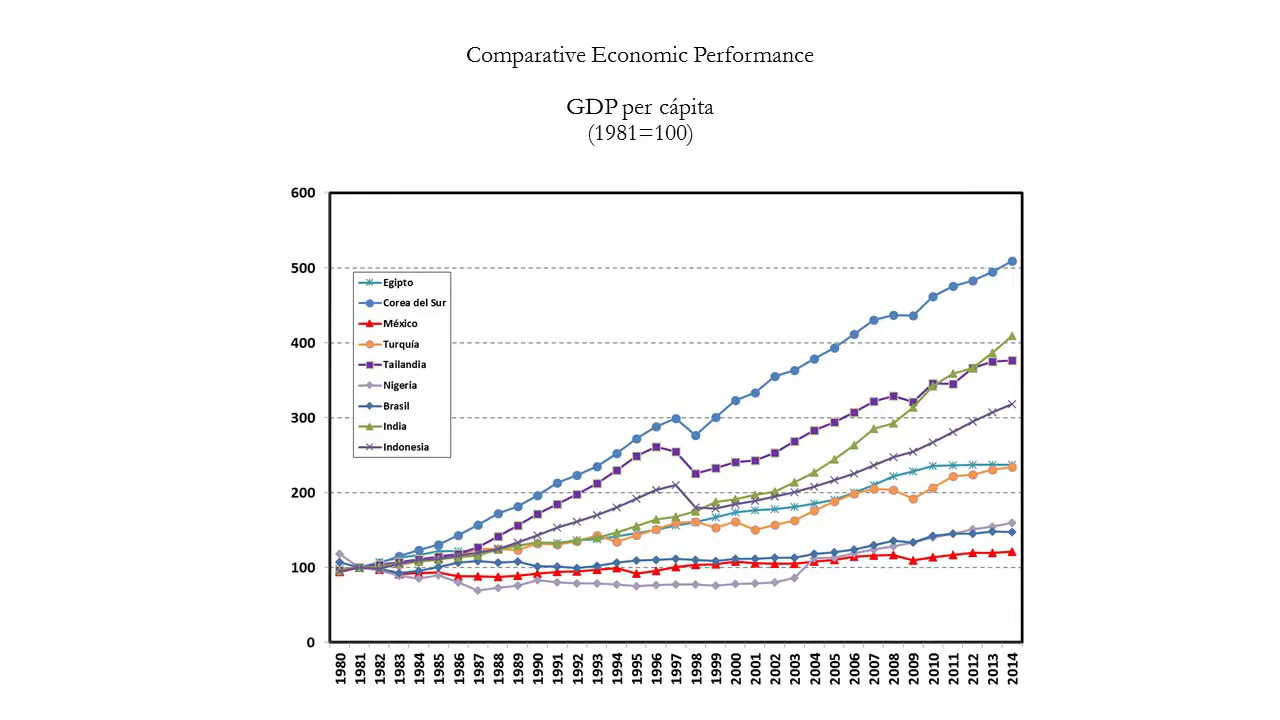 Comparative Economic Performance
GDP per cápita
(1981=100)
600
500
400
300
200
100
0
Egipto
Corea del Sur
México
Turquía
Tailandia
Nigeria
Brasil
India
Indonesia
1980 1981 1982 1983 1984 1985 1986 1987 1988 1989 1990 1991 1992 1993 1994 1995 1996 1997 1998 1999 2000 2001 2002 2003 2004 2005 2006 2007 2008 2009 2010 2011 2012 2013 2014